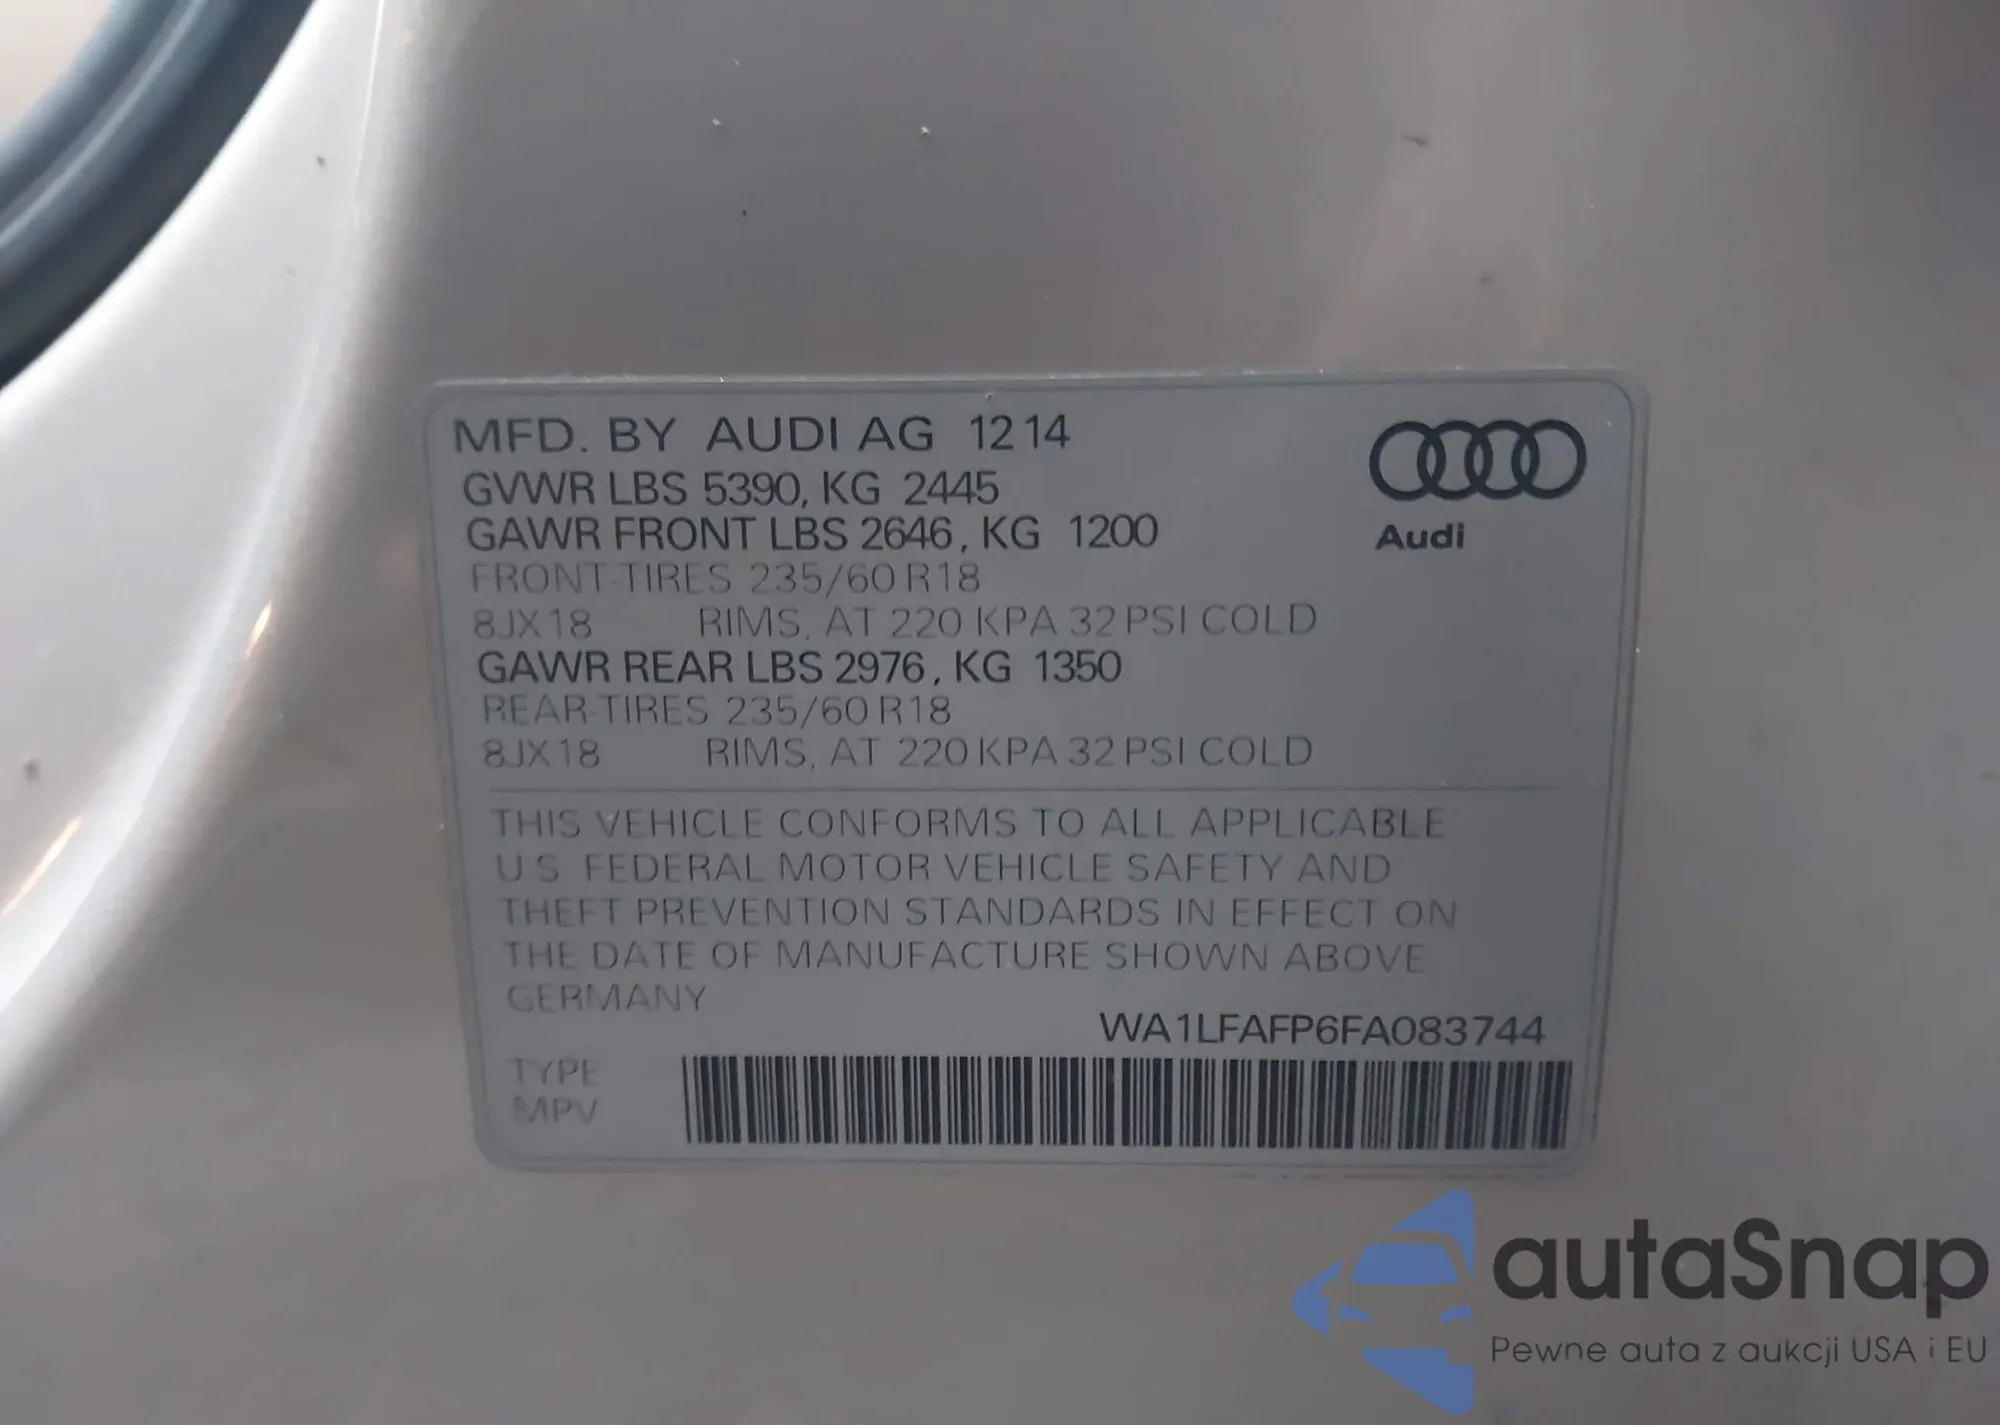 MFD. BY AUDI AG 12 14
GVWR LBS 5390, KG 2445
GAWR FRONT LBS 2646, KG 1200
FRONT-TIRES 235/60 R18
8JX18 RIMS, AT 220 KPA 32 PSI COLD
GAWR REAR LBS 2976, KG 1350
REAR-TIRES 235/60 R18
8JX18 RIMS, AT 220 KPA 32 PSI COLD
Audi
THIS VEHICLE CONFORMS TO ALL APPLICABLE
U.S. FEDERAL MOTOR VEHICLE SAFETY AND
THEFT PREVENTION STANDARDS IN EFFECT ON
THE DATE OF MANUFACTURE SHOWN ABOVE
GERMANY
WA1LFAFP6FA083744
TYPE
MPV
autaSnap
Pewne auta z aukcji USA i EU